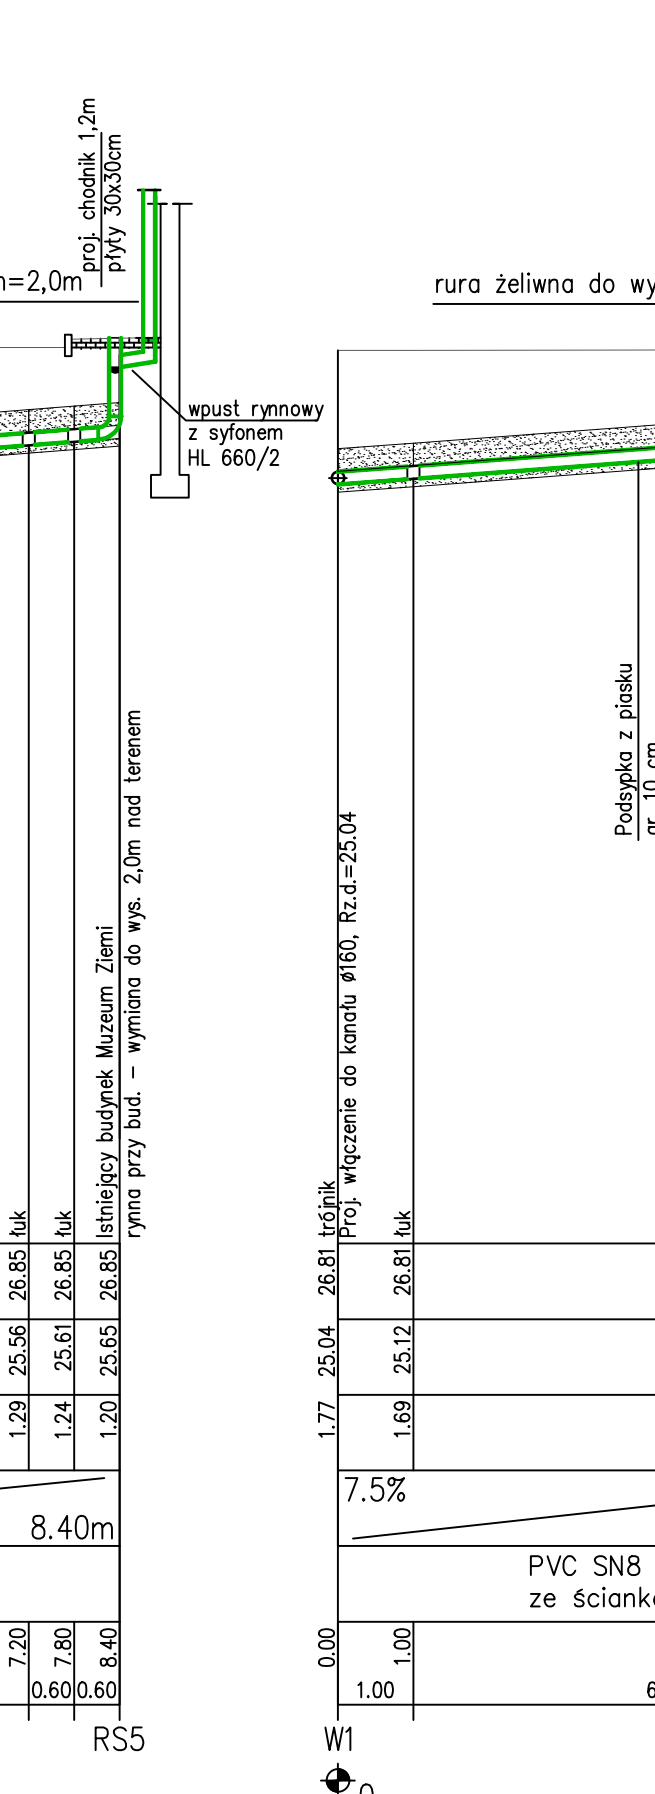 proj. chodnik 1,2m
płyty 30x30cm
=2,0m
rura żeliwna do wy
wpust rynnowy
z syfonem
HL 660/2
Podsypka z piasku
gr. 10 cm
Istniejący budynek Muzeum Ziemi
rynna przy bud. – wymiana do wys. 2,0m nad terenem
trójnik
Proj. włączenie do kanału ø160, Rz.d.=25.04
łuk
łuk
łuk
26.85
26.85
26.85
26.81
26.81
25.56
25.61
25.65
25.04
25.12
1.29
1.24
1.20
1.77
1.69
7.5%
8.40m
PVC SN8
ze ściank
7.20
7.80
8.40
0.00
1.00
0.60
0.60
1.00
6
RS5
W1